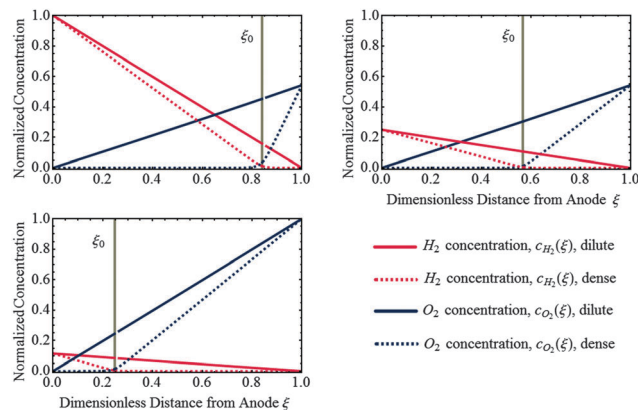 1.0
0.8
0.6
0.4
0.2
0.0
Normalized Concentration
ξ0
0.0 0.2 0.4 0.6 0.8 1.0
1.0
0.8
0.6
0.4
0.2
0.0
Normalized Concentration
ξ0
0.0 0.2 0.4 0.6 0.8 1.0
Dimensionless Distance from Anode ξ
1.0
0.8
0.6
0.4
0.2
0.0
Normalized Concentration
ξ0
0.0 0.2 0.4 0.6 0.8 1.0
Dimensionless Distance from Anode ξ
H2 concentration, cH2(ξ), dilute
H2 concentration, cH2(ξ), dense
O2 concentration, cO2(ξ), dilute
O2 concentration, cO2(ξ), dense